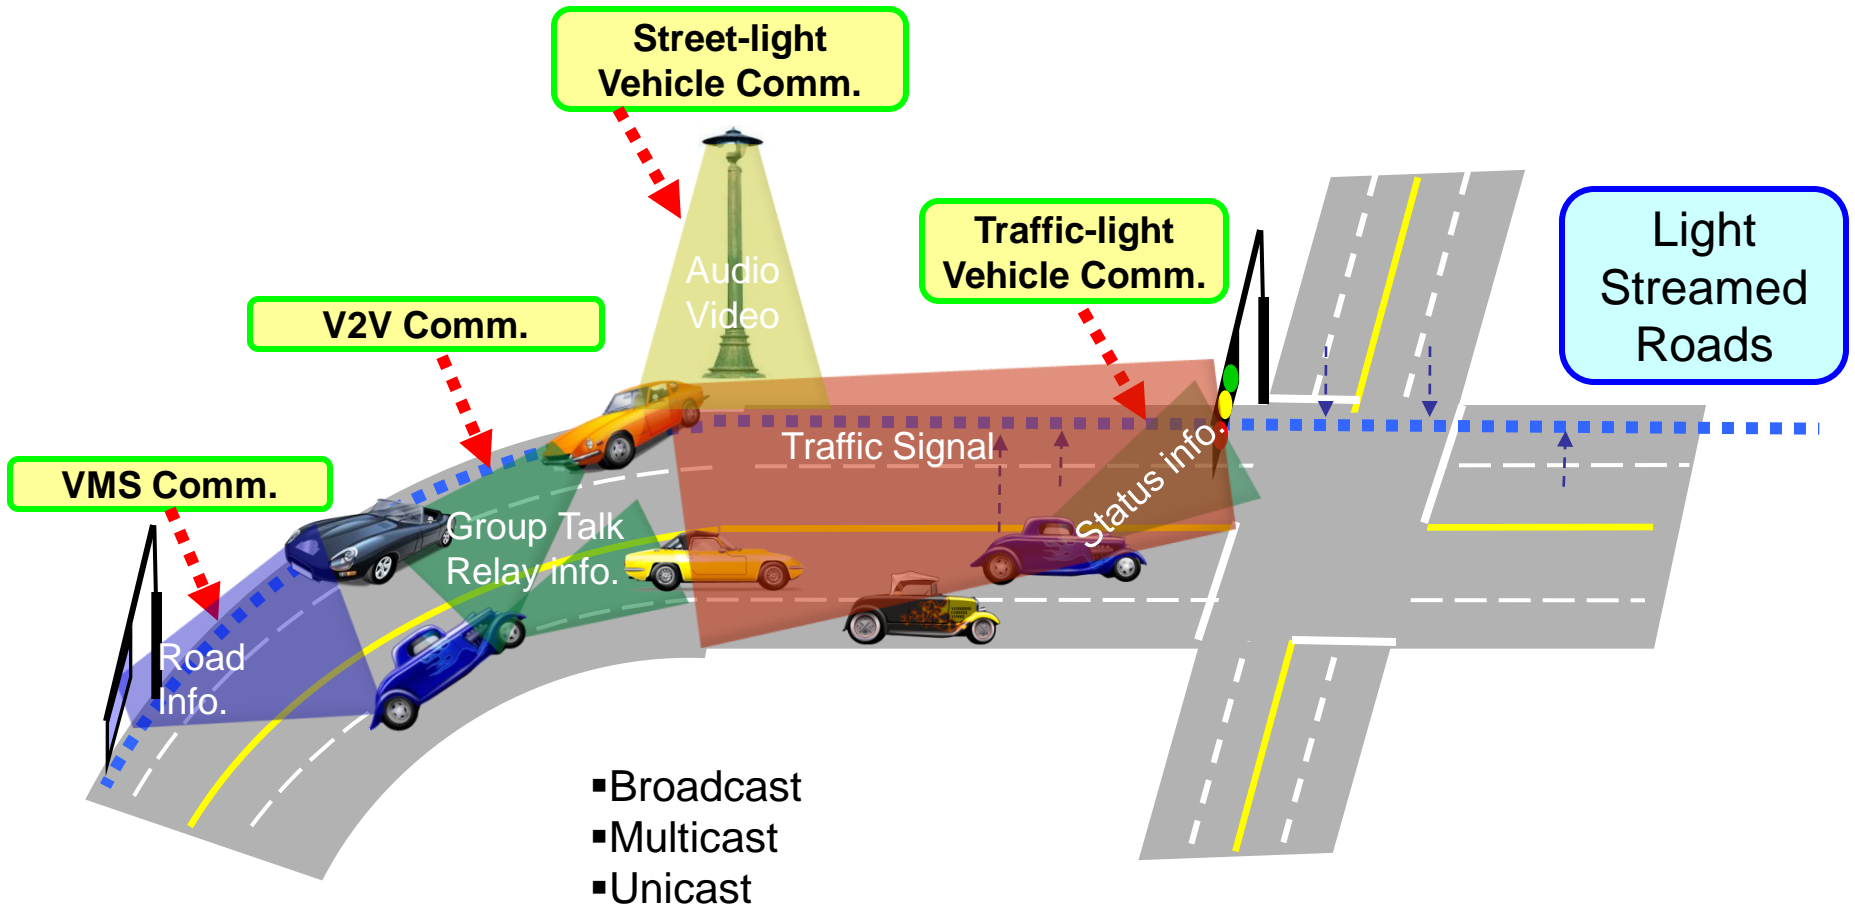 Street-light
Vehicle Comm.
Traffic-light
Vehicle Comm.
Light
Streamed
Roads
Audio
Video
V2V Comm.
Traffic Signal
Status info.
VMS Comm.
Group Talk
Relay info.
Road
Info.
▪Broadcast
▪Multicast
▪Unicast